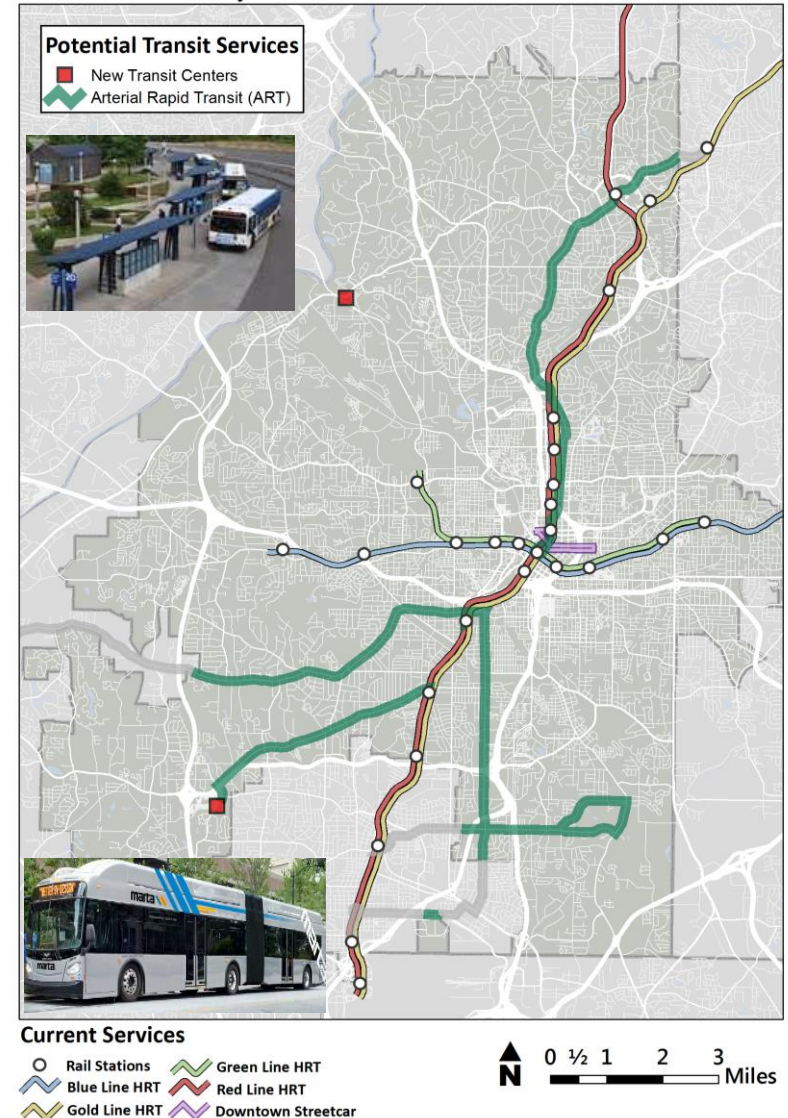 Potential Transit Services
New Transit Centers
Arterial Rapid Transit (ART)
20
marta
marta
Current Services
Rail Stations
Blue Line HRT
Gold Line HRT
Green Line HRT
Red Line HRT
Downtown Streetcar
N
0 ½ 1 2 3 Miles